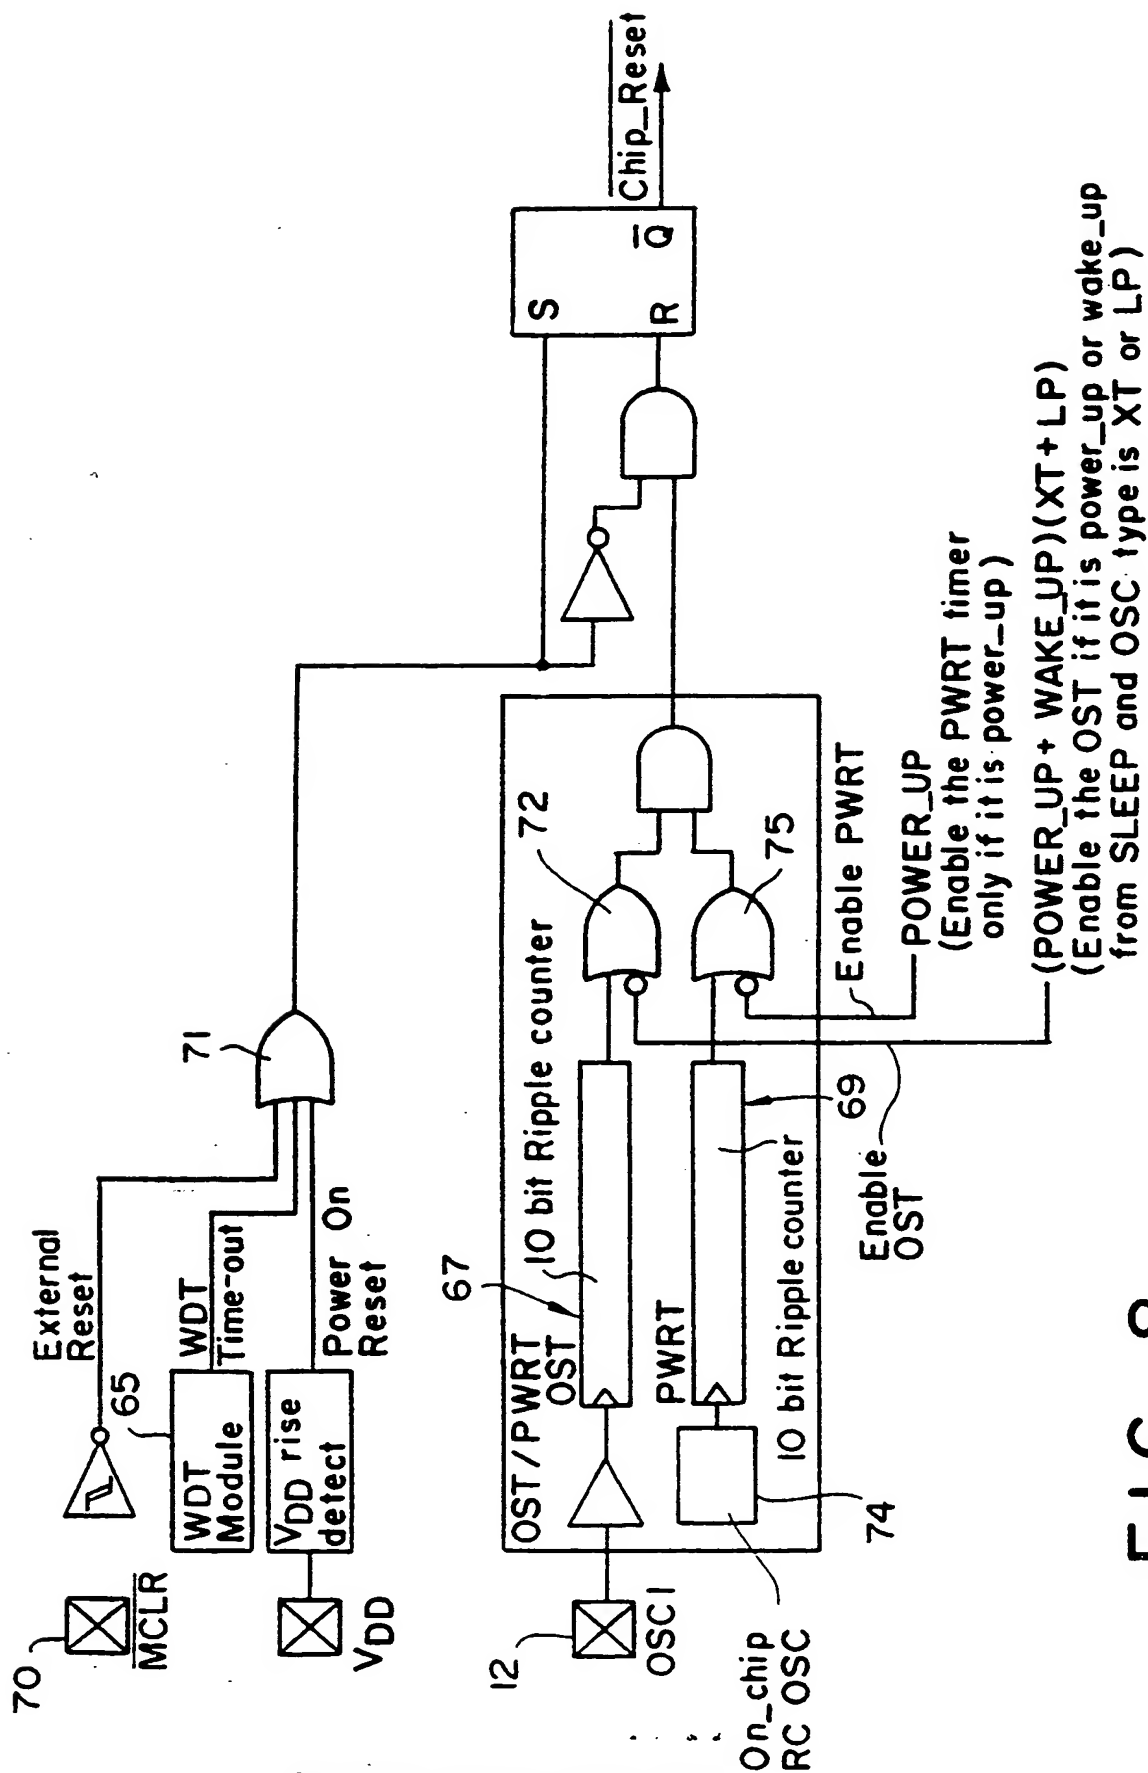 70
MCLR
External
Reset
65
WDT
Module
WDT
Time-out
VDD rise
detect
Power On
Reset
VDD
71
S
R
Q
Chip_Reset
OST/PWRT
OST
67
10 bit Ripple counter
72
12
OSC1
PWRT
10 bit Ripple counter
69
75
74
On_chip
RC OSC
Enable
OST
Enable PWRT
POWER_UP
(Enable the PWRT timer
only if it is power_up)
(POWER_UP+ WAKE_UP)(XT+LP)
(Enable the OST if it is power_up or wake_up
from SLEEP and OSC type is XT or LP)